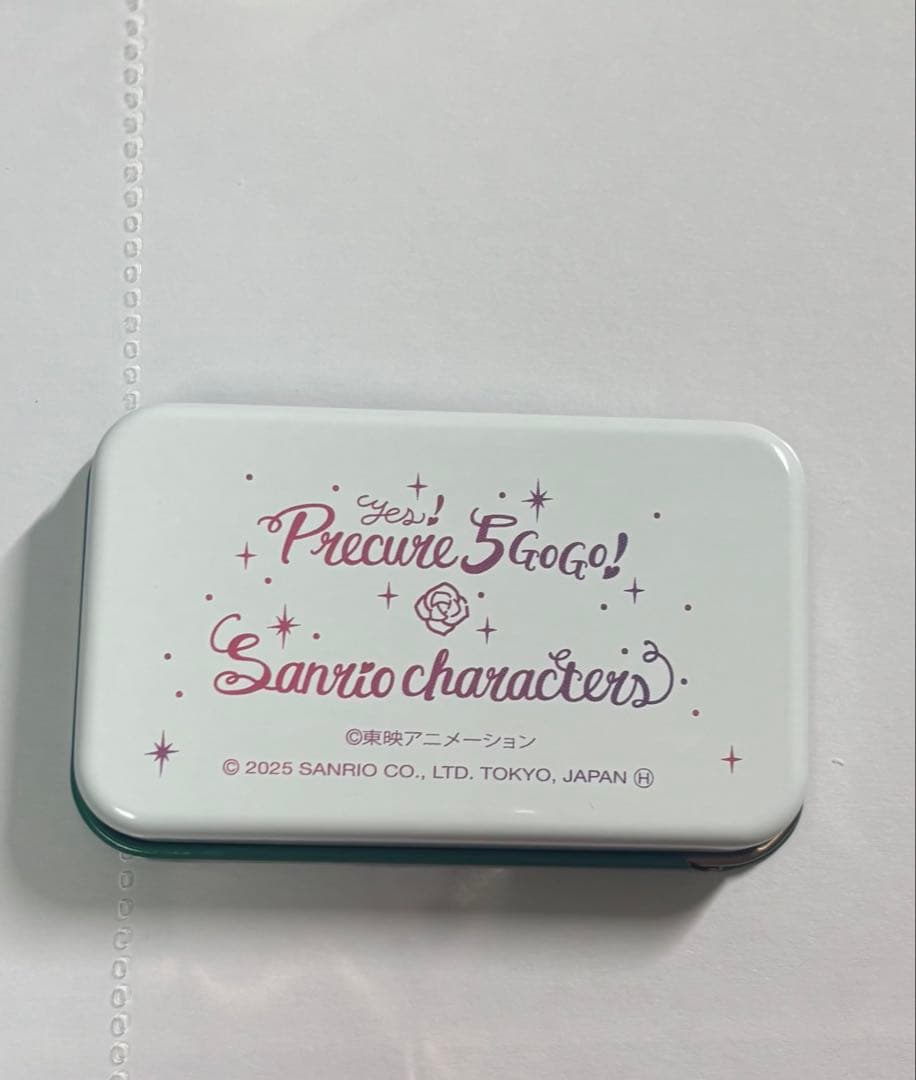 yes!
Precure 5 GoGo!
Sanrio characters
©東映アニメーション
© 2025 SANRIO CO., LTD. TOKYO, JAPAN Ⓗ